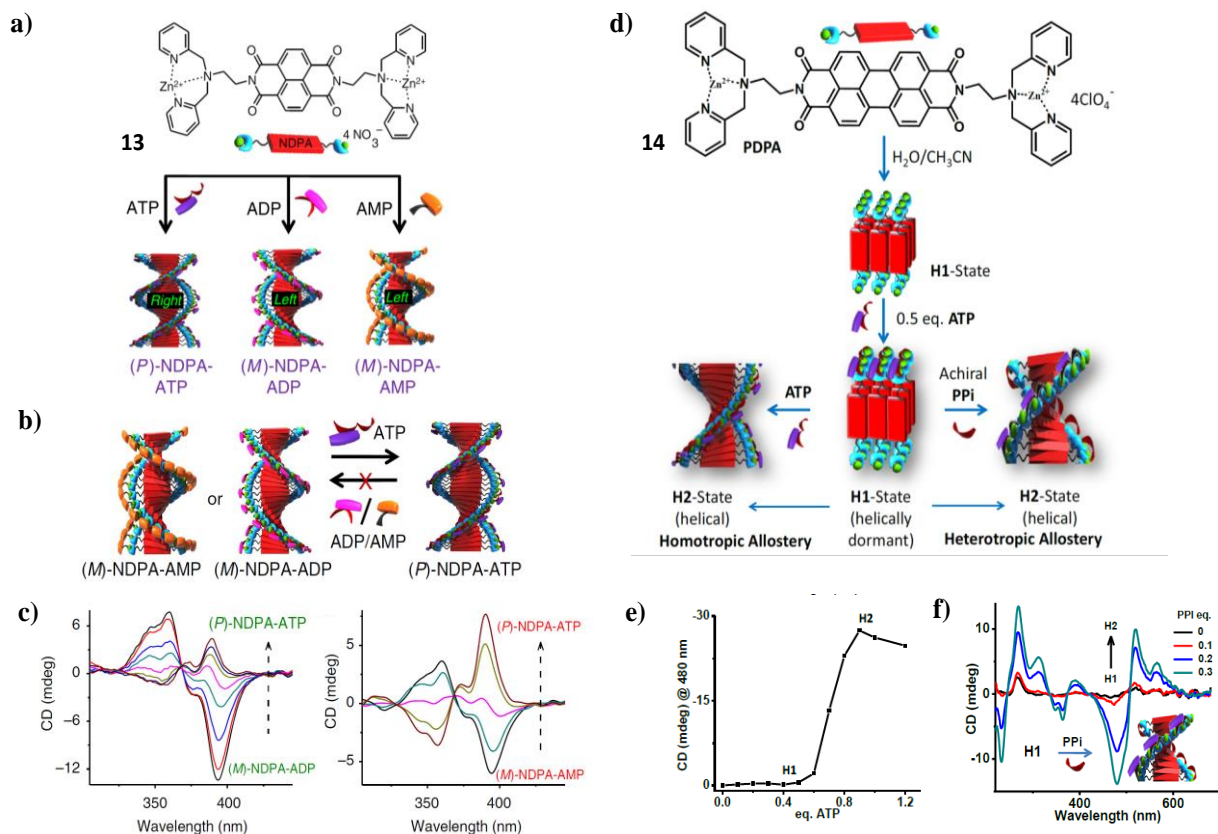 a)
O
O
N
N
Zn2+
N
N
N
Zn2+
N
N
N
O
O
13
NDPA
4 NO3−
ATP
ADP
AMP
Right
Left
Left
(P)-NDPA-
ATP
(M)-NDPA-
ADP
(M)-NDPA-
AMP
b)
ATP
or
ADP/AMP
(M)-NDPA-AMP
(M)-NDPA-ADP
(P)-NDPA-ATP
c)
CD (mdeg)
6
0
−6
−12
(P)-NDPA-ATP
(M)-NDPA-ADP
300
350
400
Wavelength (nm)
CD (mdeg)
5
0
−5
(P)-NDPA-ATP
(M)-NDPA-AMP
350
400
Wavelength (nm)
d)
N
O
O
N
Zn2+
N
N
N
N
Zn2+
N
O
O
N
4ClO4-
14
PDPA
H2O/CH3CN
H1-State
0.5 eq. ATP
ATP
Achiral
PPi
H2-State
(helical)
Homotropic Allostery
H1-State
(helically
dormant)
H2-State
(helical)
Heterotropic Allostery
e)
CD (mdeg) @ 480 nm
-30
-15
0
H1
H2
0.0
0.4
0.8
1.2
eq. ATP
f)
CD (mdeg)
10
0
-10
H2
H1
PPI eq.
0
0.1
0.2
0.3
H1
PPi
400
600
Wavelength (nm)